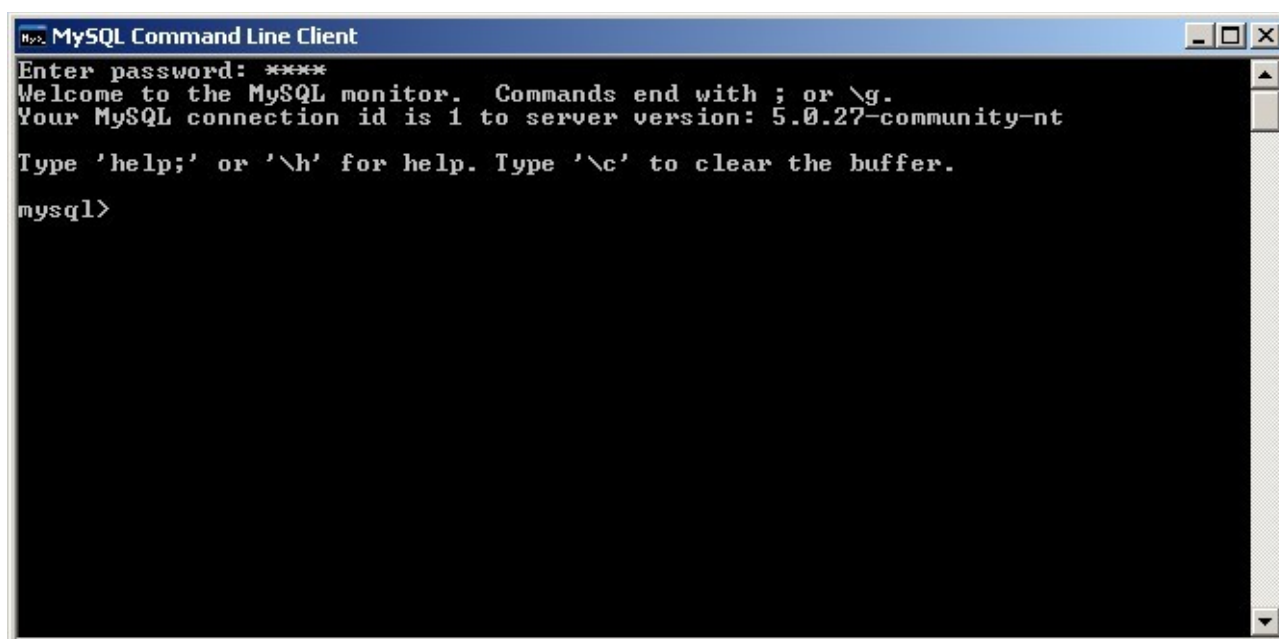 MySQL Command Line Client
Enter password: ****
Welcome to the MySQL monitor.  Commands end with ; or \g.
Your MySQL connection id is 1 to server version: 5.0.27-community-nt
Type 'help;' or '\h' for help. Type '\c' to clear the buffer.
mysql>